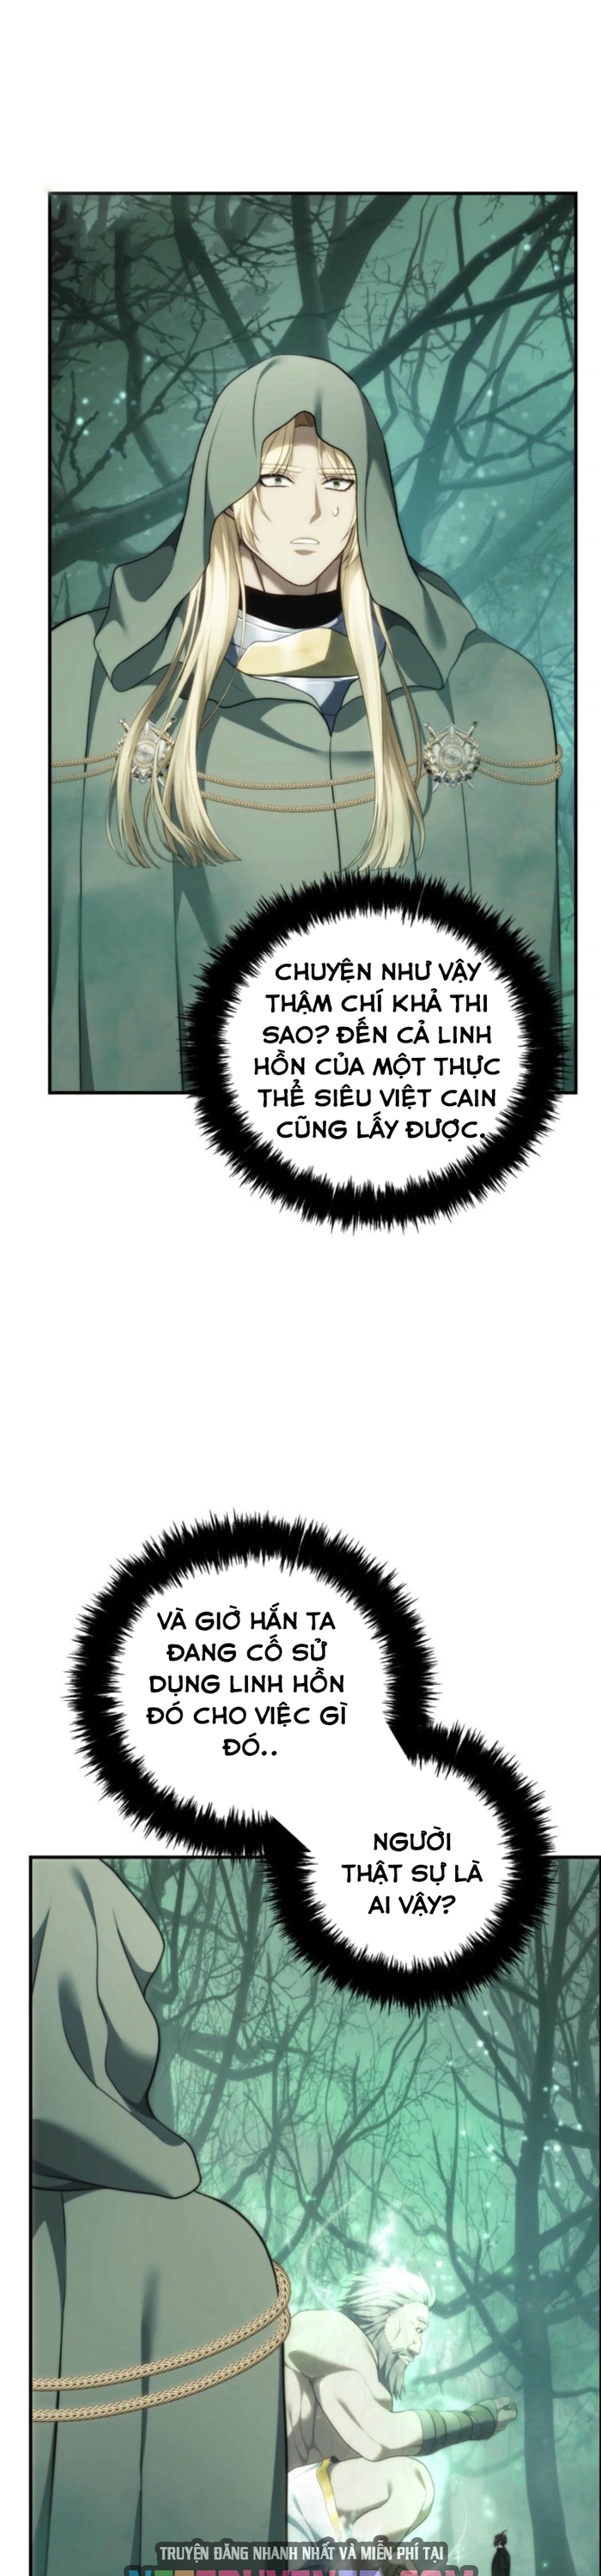 CHUYỆN NHƯ VẬY
THẬM CHÍ KHẢ THI
SAO? ĐẾN CẢ LINH
HỒN CỦA MỘT THỰC
THỂ SIÊU VIỆT CAIN
CŨNG LẤY ĐƯỢC.
VÀ GIỜ HẮN TA
ĐANG CỐ SỬ
DỤNG LINH HỒN
ĐÓ CHO VIỆC GÌ
ĐÓ..
NGƯỜI
THẬT SỰ LÀ
AI VẬY?
TRUYỆN ĐĂNG NHANH NHẤT VÀ MIỄN PHÍ TẠI